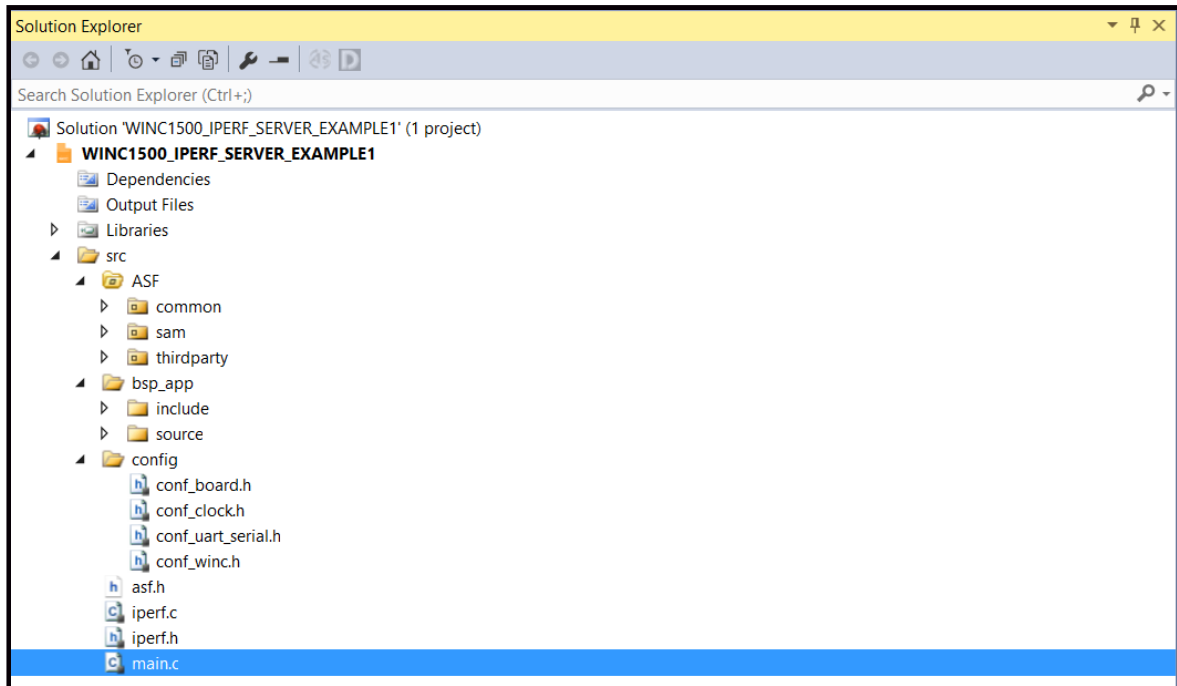 Solution Explorer
Search Solution Explorer (Ctrl+;)
Solution 'WINC1500_IPERF_SERVER_EXAMPLE1' (1 project)
WINC1500_IPERF_SERVER_EXAMPLE1
Dependencies
Output Files
Libraries
src
ASF
common
sam
thirdparty
bsp_app
include
source
config
conf_board.h
conf_clock.h
conf_uart_serial.h
conf_winc.h
asf.h
iperf.c
iperf.h
main.c